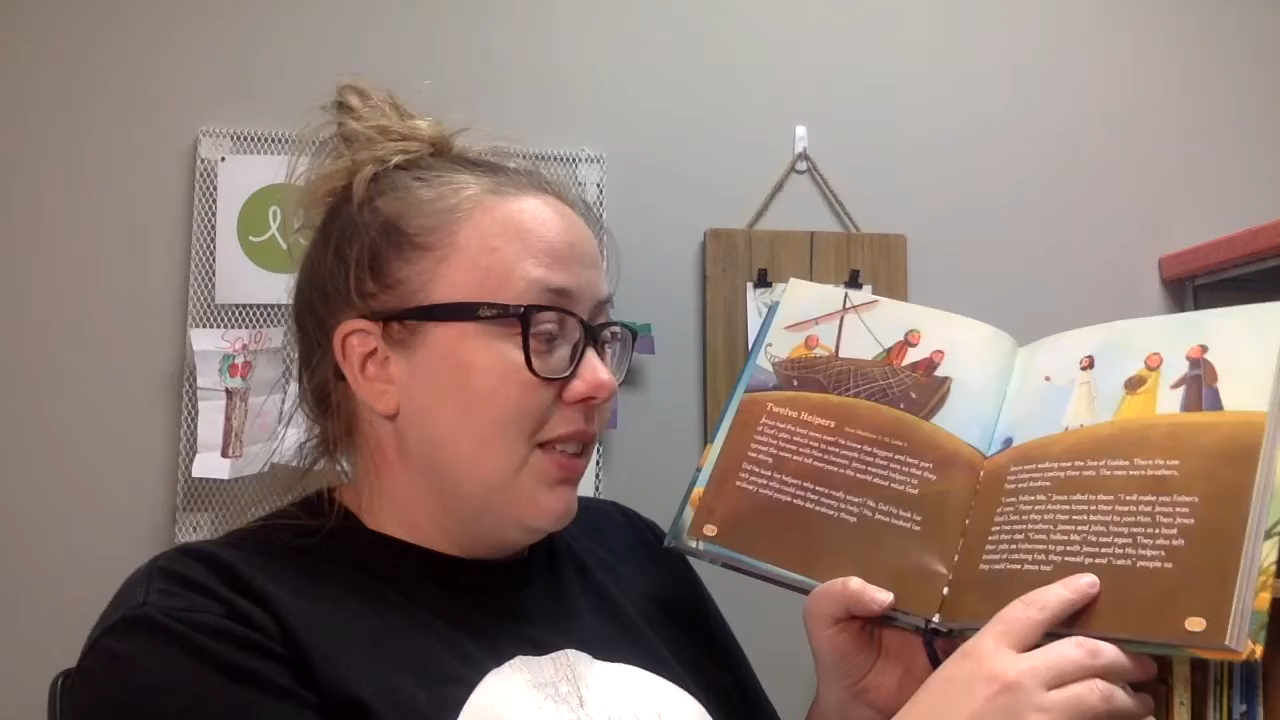 Twelve Helpers
from Matthew 4, 10; Luke 5
Jesus had the best news ever! He knew the biggest and best part
of God's plan, which was to save people from their sins so that they
could live forever with Him in heaven. Jesus wanted helpers to
spread the news and tell everyone in the world about what God
was doing.
Did He look for helpers who were really smart? No. Did He look for
rich people who could use their money to help? No. Jesus looked for
ordinary people who did ordinary things.
Jesus went walking near the Sea of Galilee. There He saw
two fishermen casting their nets. The men were brothers,
Peter and Andrew.
"Come, follow Me," Jesus called to them. "I will make you fishers
of men." Peter and Andrew knew in their hearts that Jesus was
God's Son, so they left their work behind to join Him. Then Jesus
saw two more brothers, James and John, fixing nets in a boat
with their dad. "Come, follow Me!" He said again. They also left
their jobs as fishermen to go with Jesus and be His helpers.
Instead of catching fish, they would go and "catch" people so
they could know Jesus too!